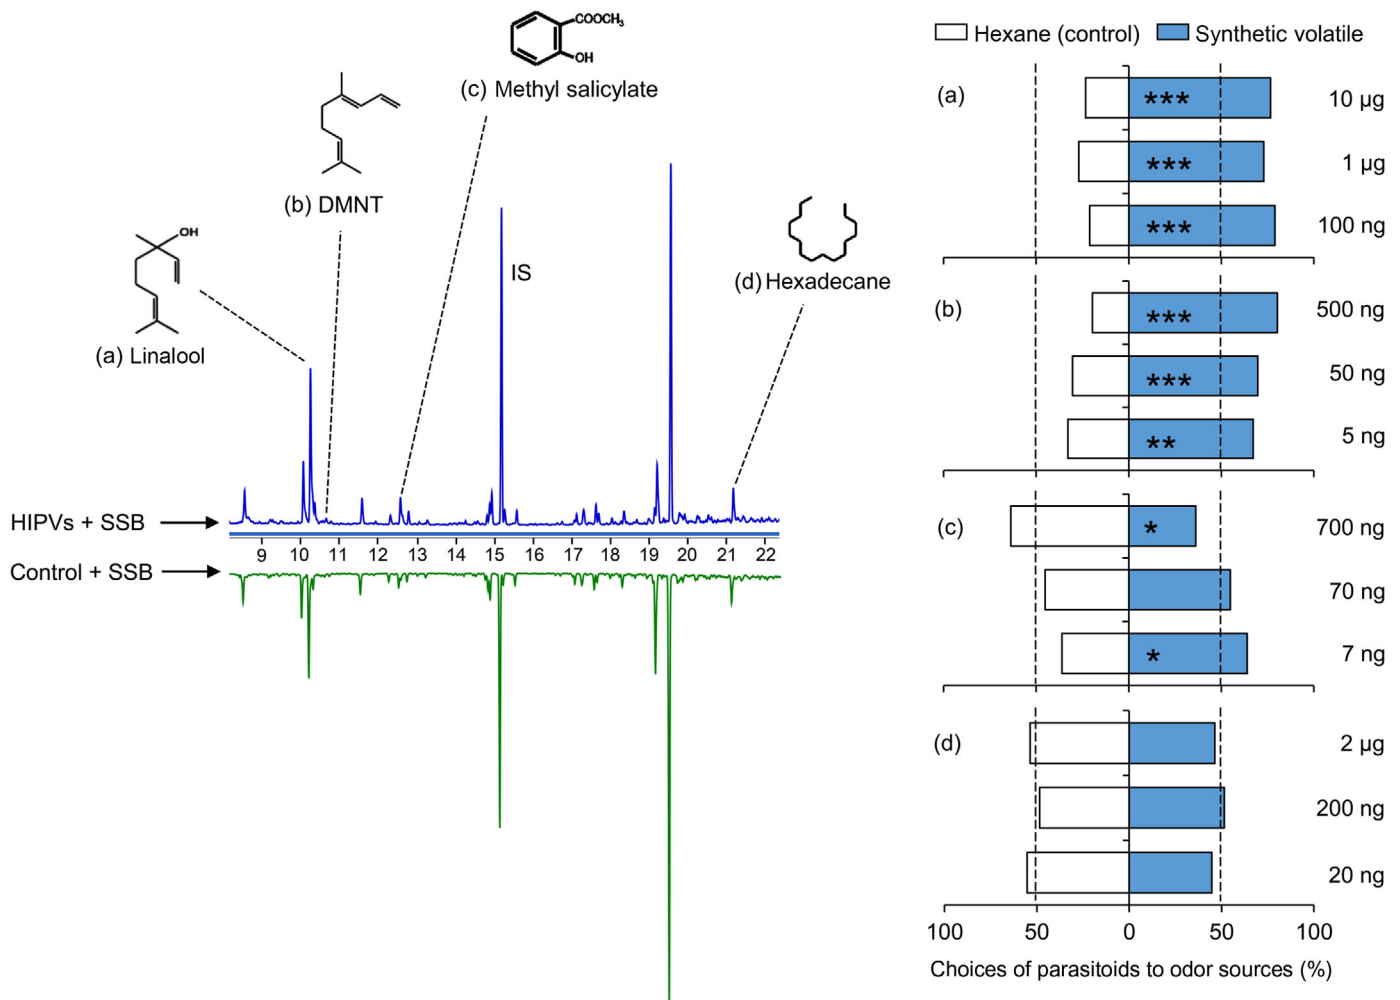 COOCH₃
OH
(c) Methyl salicylate
(b) DMNT
OH
(a) Linalool
IS
(d) Hexadecane
HIPVs + SSB
9 10 11 12 13 14 15 16 17 18 19 20 21 22
Control + SSB
Hexane (control) Synthetic volatile
(a) *** 10 µg
*** 1 µg
*** 100 ng
(b) *** 500 ng
*** 50 ng
** 5 ng
(c) * 700 ng
70 ng
* 7 ng
(d) 2 µg
200 ng
20 ng
100 50 0 50 100
Choices of parasitoids to odor sources (%)